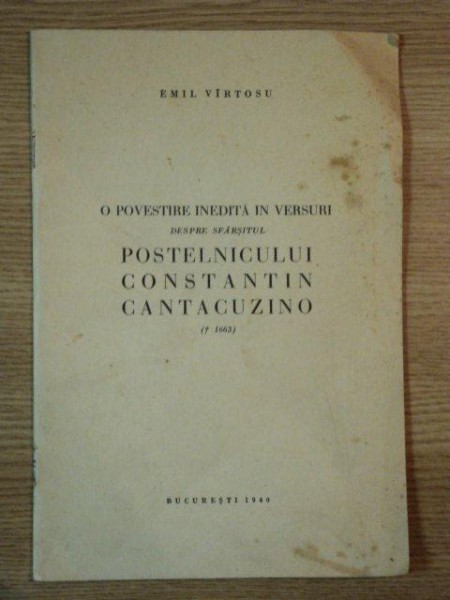 EMIL VÎRTOSU
O POVESTIRE INEDITĂ IN VERSURI
DESPRE SFÂRȘITUL
POSTELNICULUI
CONSTANTIN
CANTACUZINO
(† 1663)
BUCUREȘTI 1940